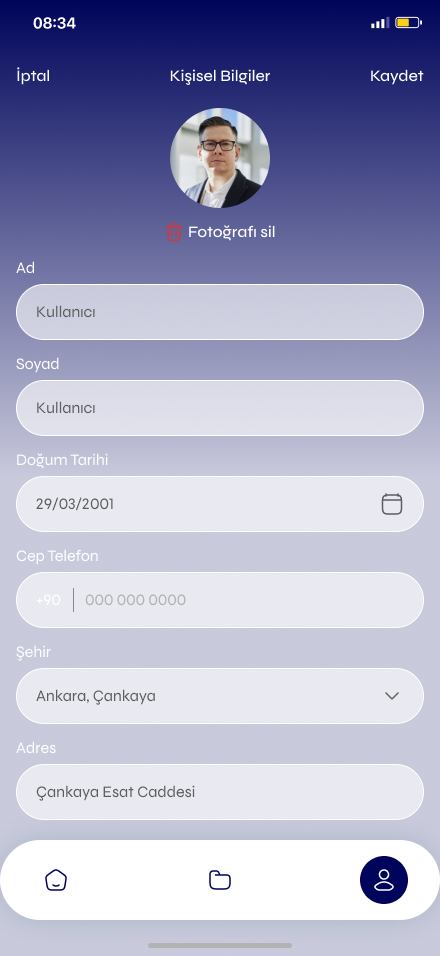 08:34
İptal
Kişisel Bilgiler
Kaydet
Fotoğrafı sil
Ad
Kullanıcı
Soyad
Kullanıcı
Doğum Tarihi
29/03/2001
Cep Telefon
+90 000 000 0000
Şehir
Ankara, Çankaya
Adres
Çankaya Esat Caddesi